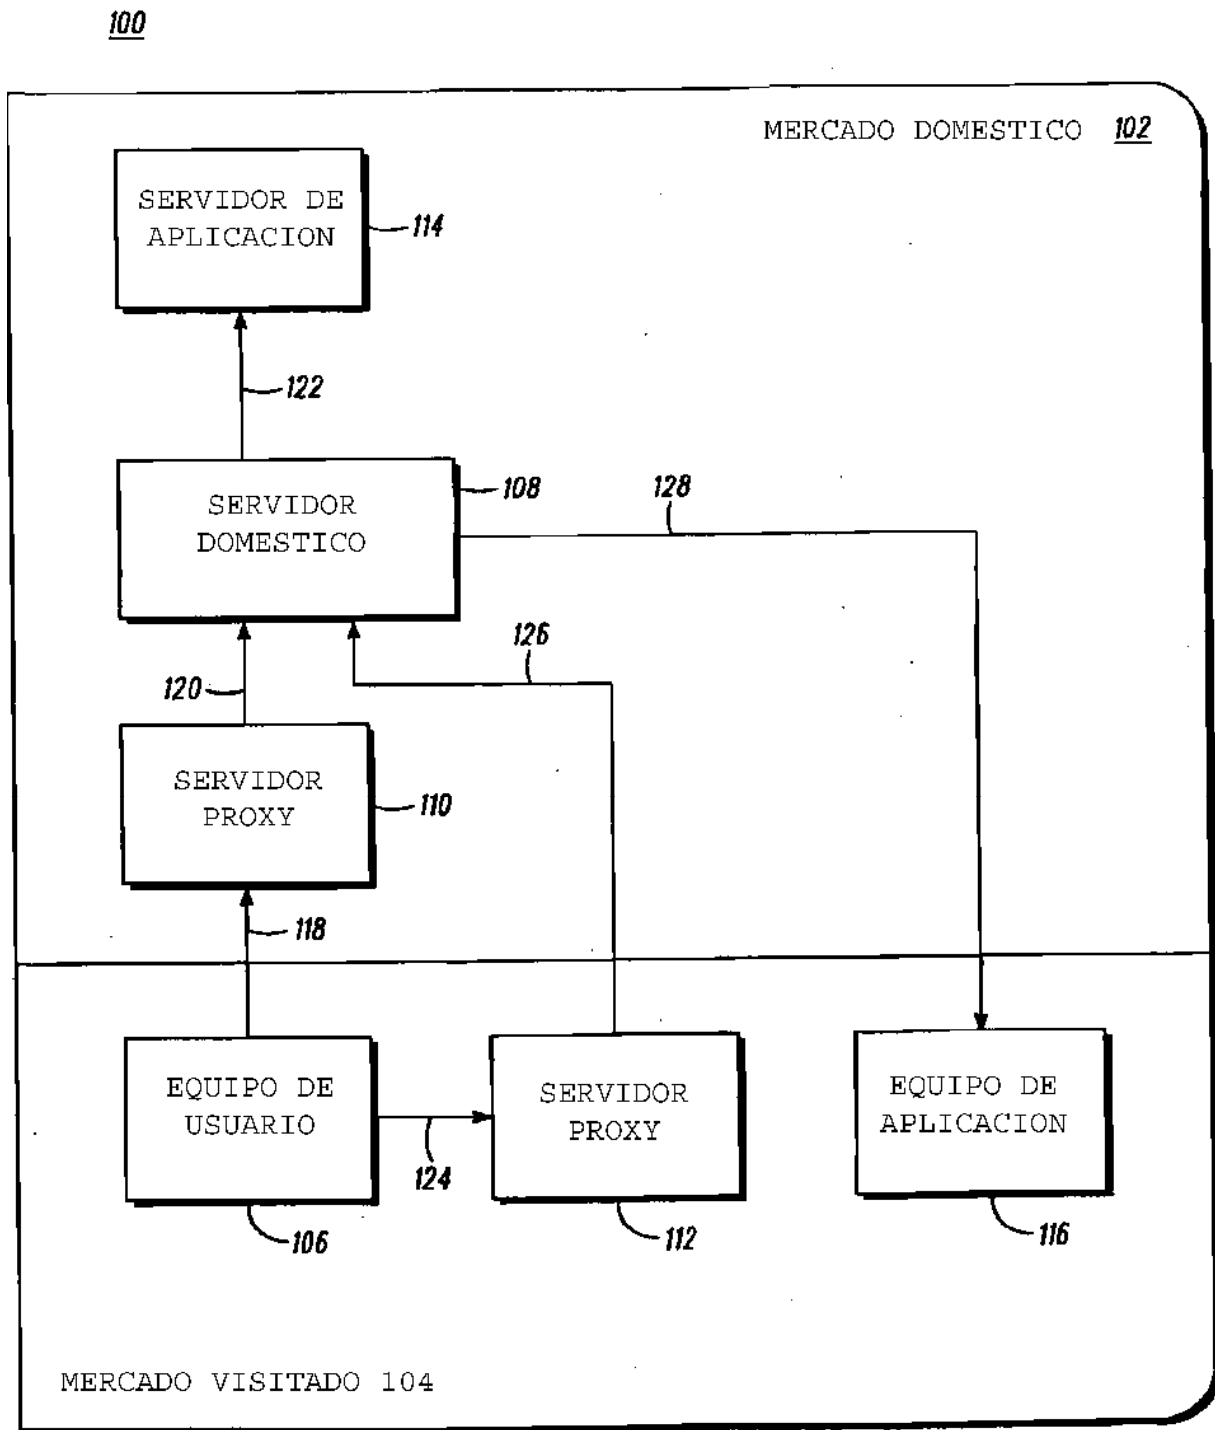 100
MERCADO DOMESTICO 102
SERVIDOR DE
APLICACION
114
122
SERVIDOR
DOMESTICO
108
128
126
120
SERVIDOR
PROXY
110
118
EQUIPO DE
USUARIO
124
SERVIDOR
PROXY
EQUIPO DE
APLICACION
106
112
116
MERCADO VISITADO 104